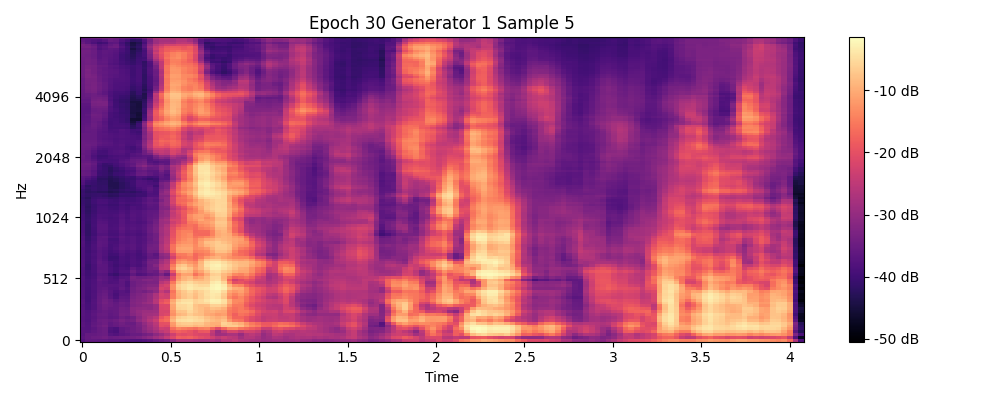 Epoch 30 Generator 1 Sample 5
Hz
4096
2048
1024
512
0
0 0.5 1 1.5 2 2.5 3 3.5 4
Time
-10 dB
-20 dB
-30 dB
-40 dB
-50 dB